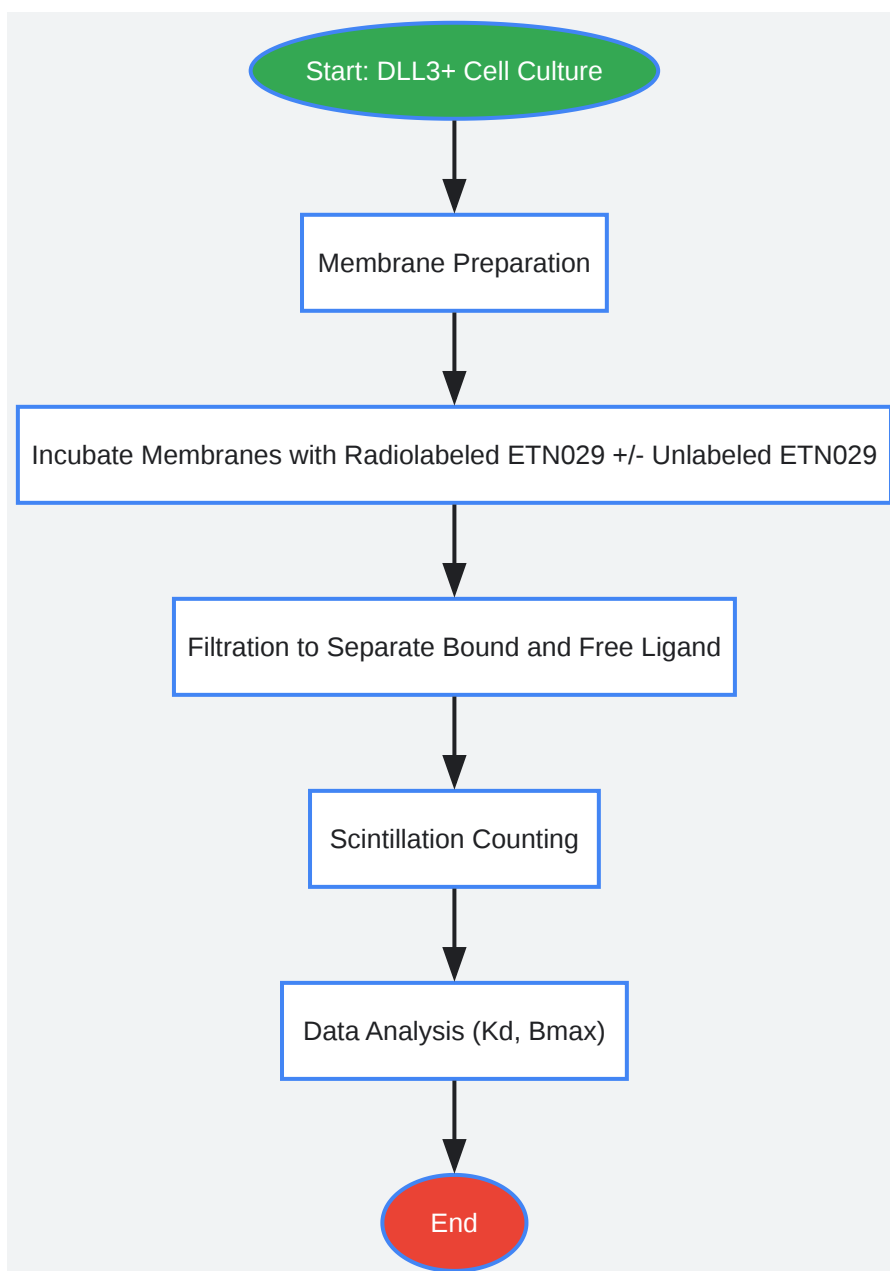 Start: DLL3+ Cell Culture
Membrane Preparation
Incubate Membranes with Radiolabeled ETN029 +/- Unlabeled ETN029
Filtration to Separate Bound and Free Ligand
Scintillation Counting
Data Analysis (Kd, Bmax)
End